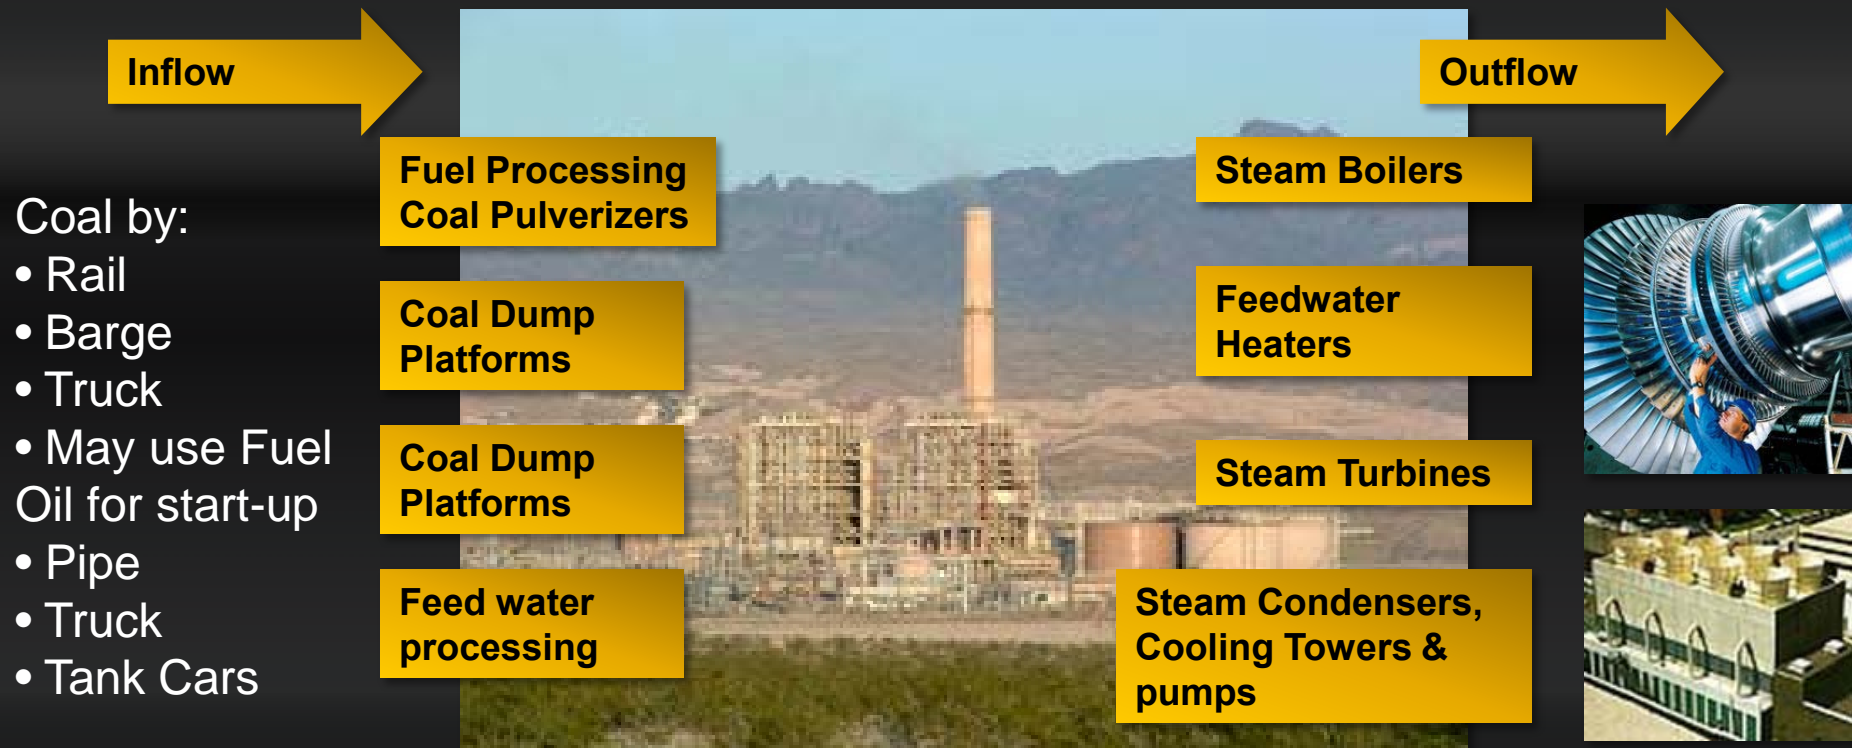 Inflow
Outflow
Coal by:
• Rail
• Barge
• Truck
• May use Fuel
Oil for start-up
• Pipe
• Truck
• Tank Cars
Fuel Processing
Coal Pulverizers
Coal Dump
Platforms
Coal Dump
Platforms
Feed water
processing
Steam Boilers
Feedwater
Heaters
Steam Turbines
Steam Condensers,
Cooling Towers &
pumps